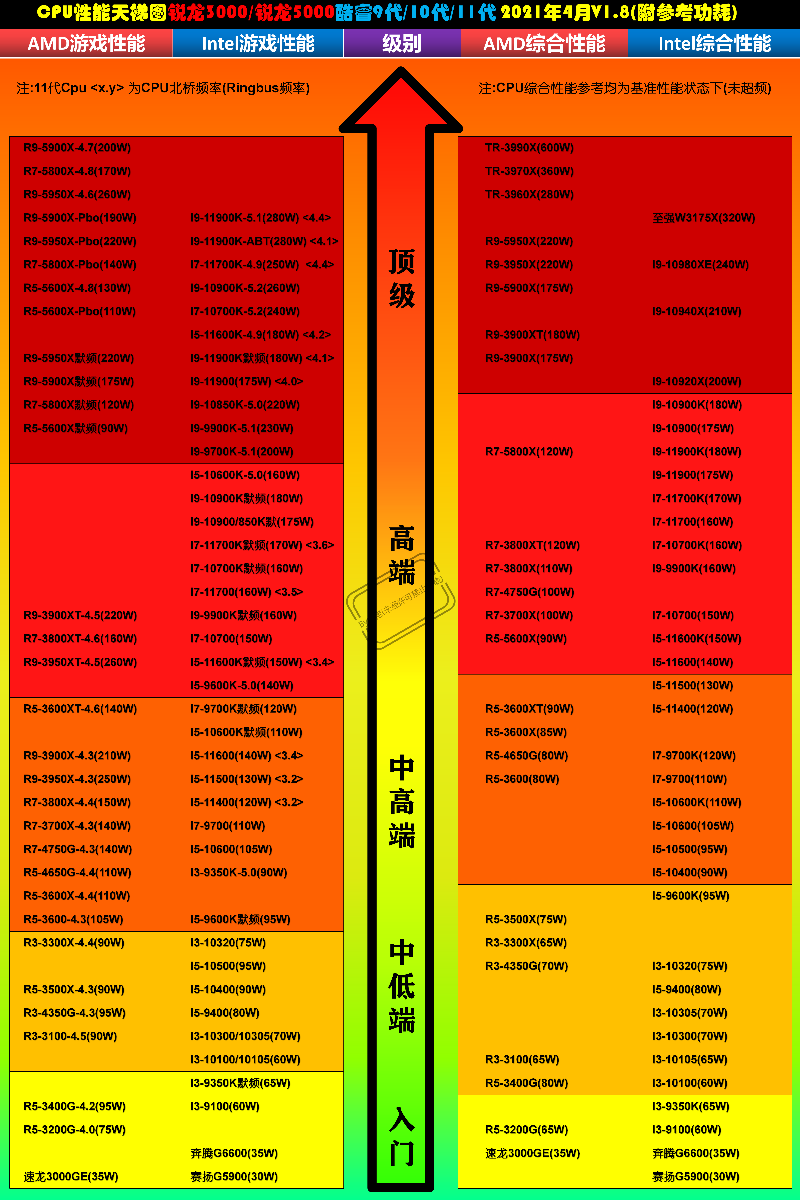 CPU性能天梯图锐龙3000/锐龙5000酷睿9代/10代/11代 2021年4月V1.8(附参考功耗)
AMD游戏性能 Intel游戏性能 级别 AMD综合性能 Intel综合性能
注:11代Cpu <x.y> 为CPU北桥频率(Ringbus频率) 注:CPU综合性能参考均为基准性能状态下(未超频)
R9-5900X-4.7(200W) TR-3990X(600W)
R7-5800X-4.8(170W) TR-3970X(360W)
R9-5950X-4.6(260W) TR-3960X(280W)
R9-5900X-Pbo(190W) I9-11900K-5.1(280W) <4.4> 至强W3175X(320W)
R9-5950X-Pbo(220W) I9-11900K-ABT(280W) <4.1> R9-5950X(220W)
R7-5800X-Pbo(140W) I7-11700K-4.9(250W) <4.4> R9-3950X(220W) I9-10980XE(240W)
顶级
R5-5600X-4.8(130W) I9-10900K-5.2(260W) R9-5900X(175W)
R5-5600X-Pbo(110W) I7-10700K-5.2(240W) I9-10940X(210W)
I5-11600K-4.9(180W) <4.2> R9-3900XT(180W)
R9-5950X默频(220W) I9-11900K默频(180W) <4.1> R9-3900X(175W)
R9-5900X默频(175W) I9-11900(175W) <4.0> I9-10920X(200W)
R7-5800X默频(120W) I9-10850K-5.0(220W) I9-10900K(180W)
R5-5600X默频(90W) I9-9900K-5.1(230W) I9-10900(175W)
I9-9700K-5.1(200W) R7-5800X(120W) I9-11900K(180W)
I5-10600K-5.0(160W) I9-11900(175W)
I9-10900K默频(180W) I7-11700K(170W)
I9-10900/850K默(175W) I7-11700(160W)
高端
I7-11700K默频(170W) <3.6> R7-3800XT(120W) I7-10700K(160W)
I7-10700K默频(160W) R7-3800X(110W) I9-9900K(160W)
I7-11700(160W) <3.5> R7-4750G(100W)
R9-3900XT-4.5(220W) I9-9900K默频(160W) R7-3700X(100W) I7-10700(150W)
R7-3800XT-4.6(160W) I7-10700(150W) R5-5600X(90W) I5-11600K(150W)
R9-3950XT-4.5(260W) I5-11600K默频(150W) <3.4> I5-11600(140W)
I5-9600K-5.0(140W) I5-11500(130W)
R5-3600XT-4.6(140W) I7-9700K默频(120W) R5-3600XT(90W) I5-11400(120W)
I5-10600K默频(110W) R5-3600X(85W)
R9-3900X-4.3(210W) I5-11600(140W) <3.4> R5-4650G(80W) I7-9700K(120W)
R9-3950X-4.3(250W) I5-11500(130W) <3.2> R5-3600(80W) I7-9700(110W)
中高端
R7-3800X-4.4(150W) I5-11400(120W) <3.2> I5-10600K(110W)
R7-3700X-4.3(140W) I7-9700(110W) I5-10600(105W)
R7-4750G-4.3(140W) I5-10600(105W) I5-10500(95W)
R5-4650G-4.4(110W) I3-9350K-5.0(90W) I5-10400(90W)
R5-3600X-4.4(110W) I5-9600K(95W)
R5-3600-4.3(105W) I5-9600K默频(95W) R5-3500X(75W)
R3-3300X-4.4(90W) I3-10320(75W) R3-3300X(65W)
I5-10500(95W) R3-4350G(70W) I3-10320(75W)
中低端
R5-3500X-4.3(90W) I5-10400(90W) I5-9400(80W)
R3-4350G-4.3(95W) I5-9400(80W) I3-10305(70W)
R3-3100-4.5(90W) I3-10300/10305(70W) I3-10300(70W)
I3-10100/10105(60W) R3-3100(65W) I3-10105(65W)
I3-9350K默频(65W) R5-3400G(80W) I3-10100(60W)
R5-3400G-4.2(95W) I3-9100(60W) I3-9350K(65W)
入门
R5-3200G-4.0(75W) R5-3200G(65W) I3-9100(60W)
奔腾G6600(35W) 速龙3000GE(35W) 奔腾G6600(35W)
速龙3000GE(35W) 赛扬G5900(30W) 赛扬G5900(30W)